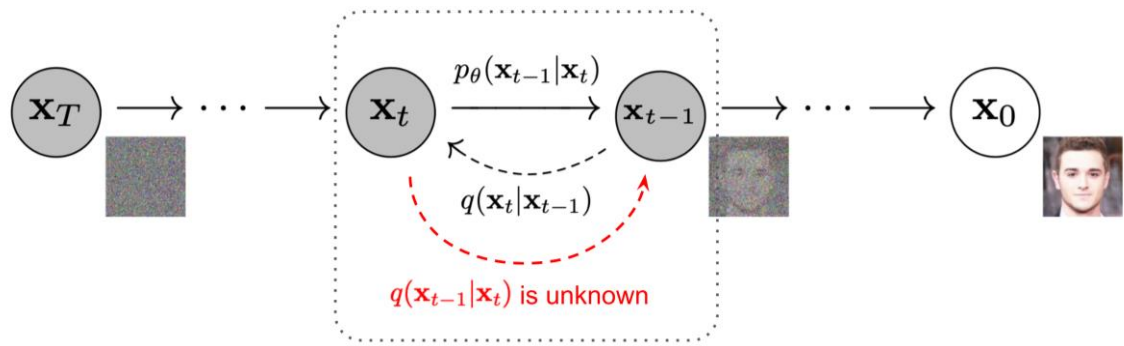 p_θ(𝐱_{t−1}|𝐱_t)
𝐱_T ⋯ 𝐱_t 𝐱_{t−1} ⋯ 𝐱_0
q(𝐱_t|𝐱_{t−1})
q(𝐱_{t−1}|𝐱_t) is unknown